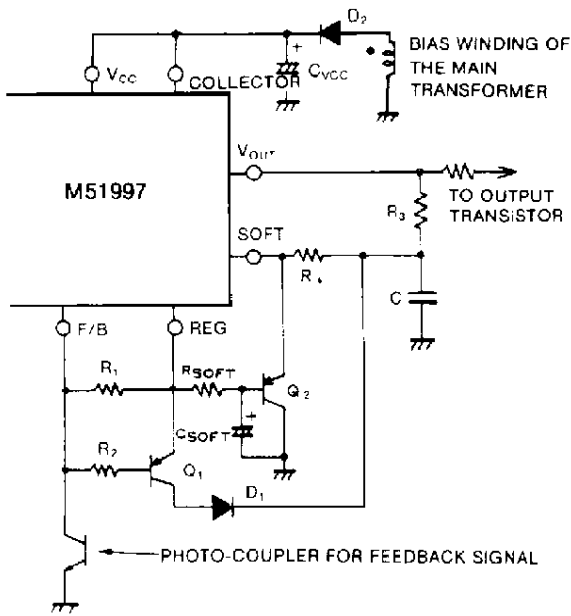 D2
VCC
COLLECTOR
+
CVCC
BIAS WINDING OF
THE MAIN
TRANSFORMER
M51997
VOUT
TO OUTPUT
TRANSISTOR
R3
SOFT
R4
C
F/B
REG
R1
RSOFT
Q2
+
CSOFT
R2
Q1
D1
PHOTO-COUPLER FOR FEEDBACK SIGNAL